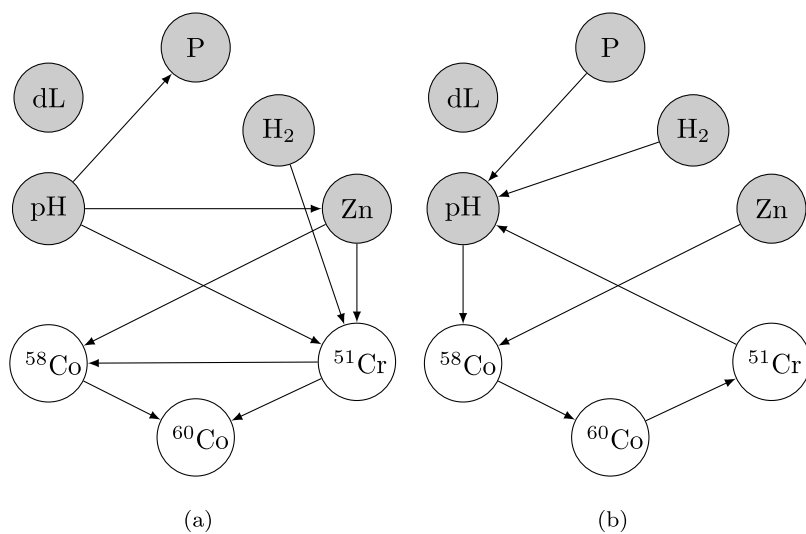 P
dL
H₂
pH
Zn
⁵⁸Co
⁵¹Cr
⁶⁰Co
(a)
P
dL
H₂
pH
Zn
⁵⁸Co
⁵¹Cr
⁶⁰Co
(b)